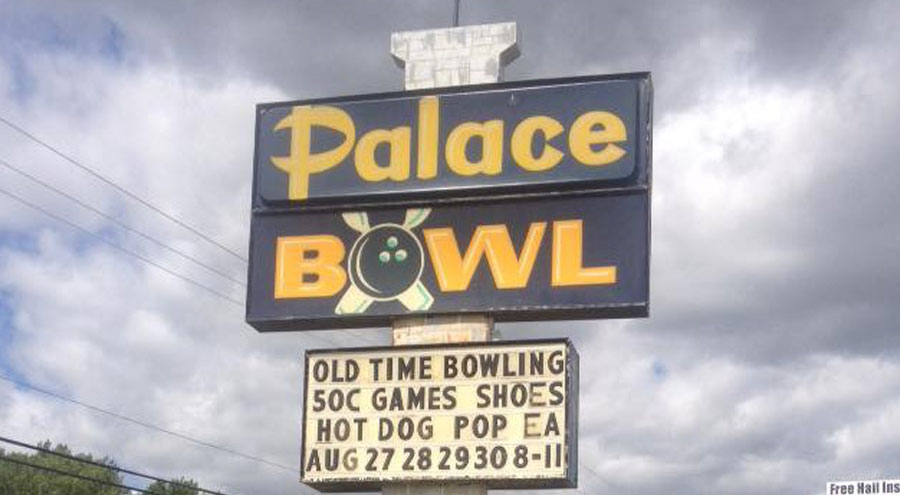 Palace
BOWL
OLD TIME BOWLING
50C GAMES SHOES
HOT DOG POP EA
AUG 27 28 29 30 8-11
Free Hail Ins